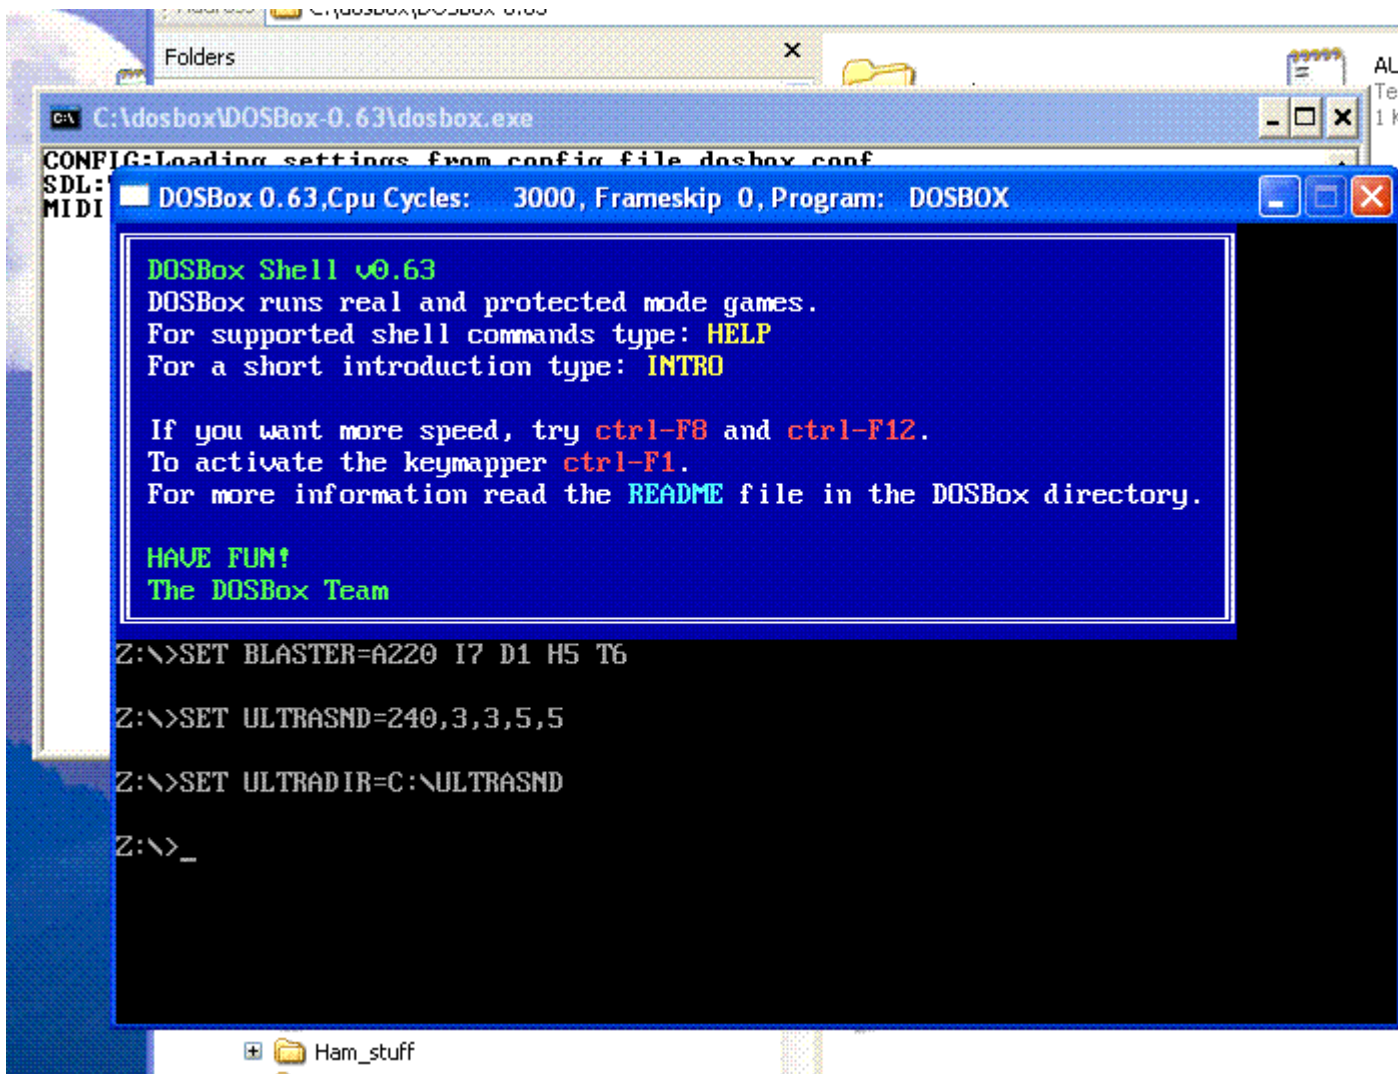 C:\dosbox\DOSBox-0.63
Folders
C:\dosbox\DOSBox-0.63\dosbox.exe
CONFIG:Loading settings from config file dosbox.conf
SDL:
MIDI
DOSBox 0.63,Cpu Cycles: 3000, Frameskip 0, Program: DOSBOX
DOSBox Shell v0.63
DOSBox runs real and protected mode games.
For supported shell commands type: HELP
For a short introduction type: INTRO
If you want more speed, try ctrl-F8 and ctrl-F12.
To activate the keymapper ctrl-F1.
For more information read the README file in the DOSBox directory.
HAVE FUN!
The DOSBox Team
Z:\>SET BLASTER=A220 I7 D1 H5 T6
Z:\>SET ULTRASND=240,3,3,5,5
Z:\>SET ULTRADIR=C:\ULTRASND
Z:\>_
Ham_stuff